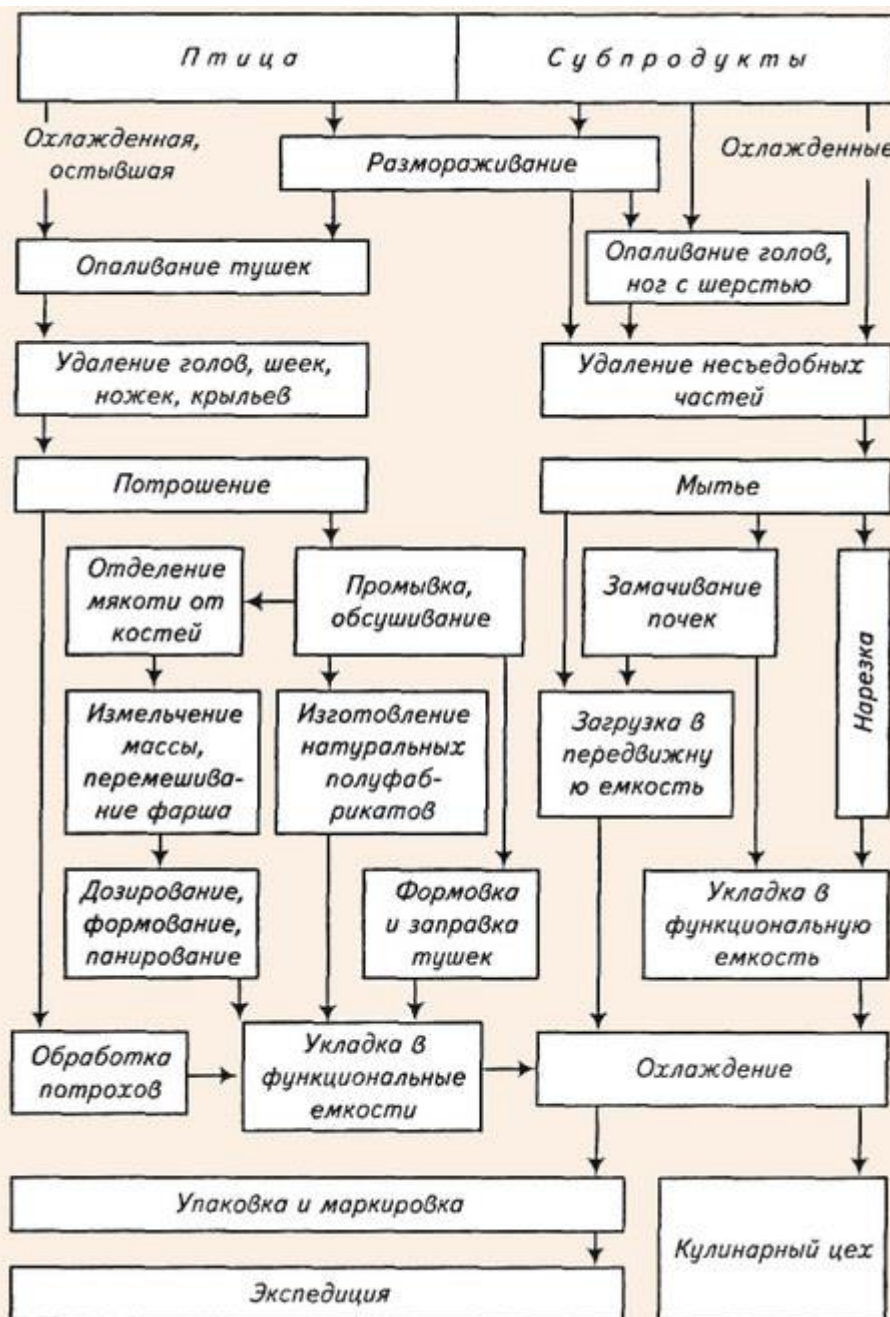 Птица
Субпродукты
Охлажденная,
остывшая
Размораживание
Охлажденные
Опаливание тушек
Опаливание голов,
ног с шерстью
Удаление голов, шеек,
ножек, крыльев
Удаление несъедобных
частей
Потрошение
Мытье
Отделение
мякоти от
костей
Промывка,
обсушивание
Замачивание
почек
Нарезка
Измельчение
массы,
перемешива-
ние фарша
Изготовление
натуральных
полуфаб-
рикатов
Загрузка в
передвижну
ю емкость
Дозирование,
формование,
панирование
Формовка
и заправка
тушек
Укладка в
функциональную
емкость
Обработка
потрохов
Укладка в
функциональные
емкости
Охлаждение
Упаковка и маркировка
Кулинарный цех
Экспедиция